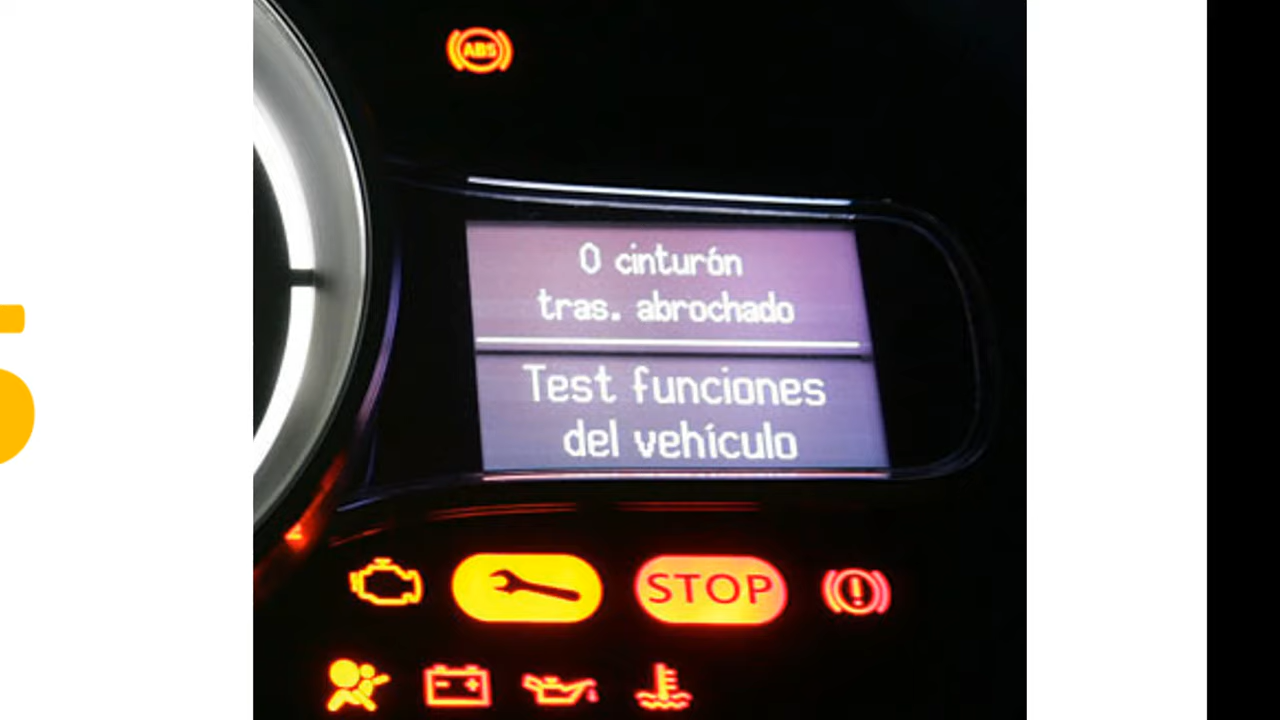 ABS
0 cinturón
tras. abrochado
Test funciones
del vehículo
STOP